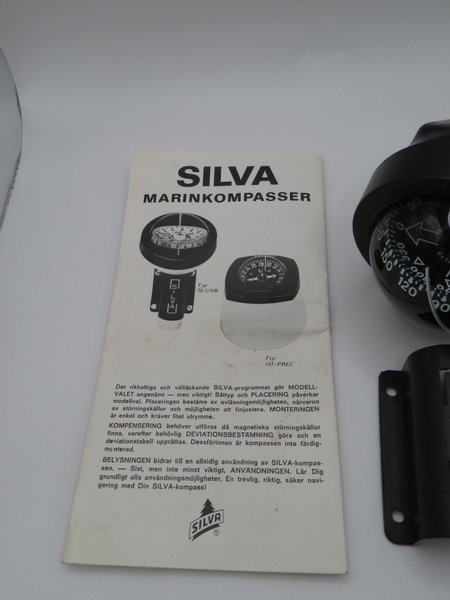 SILVA
MARINKOMPASSER
SILVA
Typ
70/UNB
Typ
103/PBEC
Det rikhaltiga och vältäckande SILVA-programmet gör MODELL-
VALET angenämt — men viktigt! Båttyp och PLACERING påverkar
modellval. Placeringen bestäms av avläsningsmöjligheten, närvaron
av störningskällor och möjligheten att finjustera. MONTERINGEN
är enkel och kräver litet utrymme.
KOMPENSERING behöver utföras då magnetiska störningskällor
finns, varefter behövlig DEVIATIONSBESTÄMNING görs och en
deviationstabell upprättas. Dessförinnan är kompassen inte färdig-
monterad.
BELYSNINGEN bidrar till en allsidig användning av SILVA-kompas-
sen. — Sist, men inte minst viktigt, ANVÄNDNINGEN. Lär Dig
grundligt alla användningsmöjligheter. En trevlig, riktig, säker navi-
gering med Din SILVA-kompass!
SILVA
120